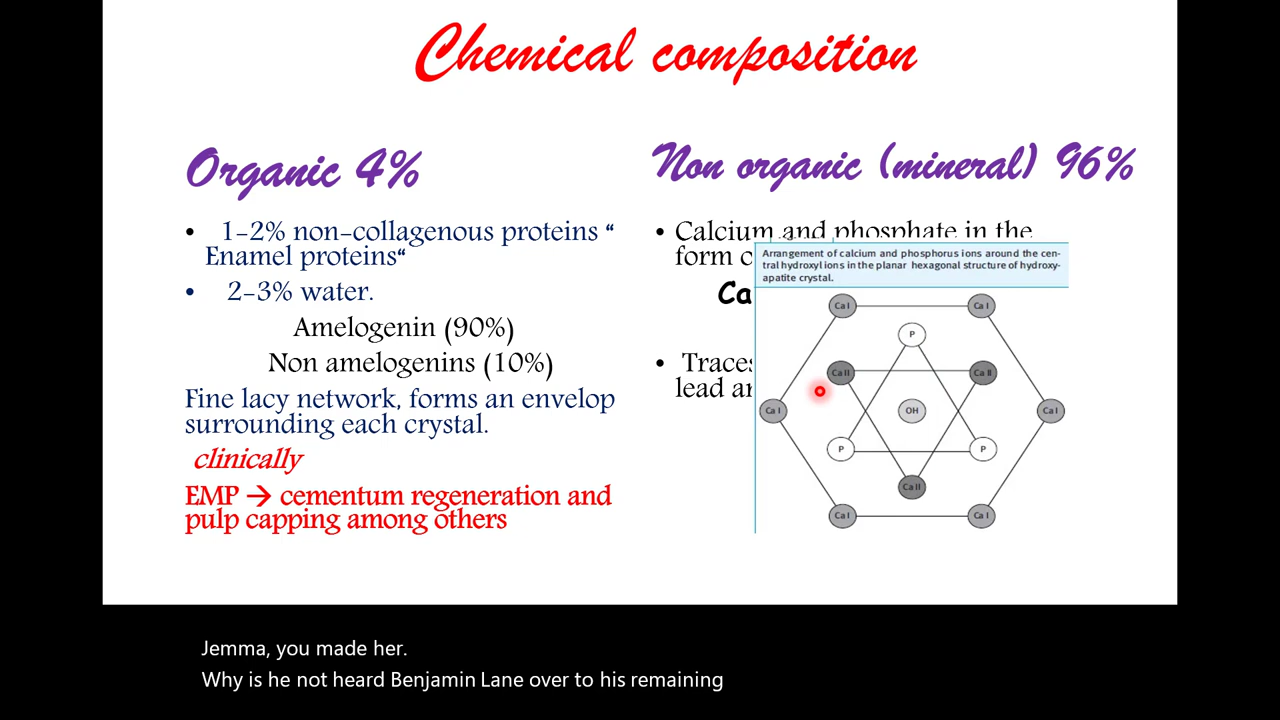 Chemical composition
Organic 4%
• 1-2% non-collagenous proteins “
Enamel proteins“
• 2-3% water.
Amelogenin (90%)
Non amelogenins (10%)
Fine lacy network, forms an envelop
surrounding each crystal.
clinically
EMP → cementum regeneration and
pulp capping among others
Non organic (mineral) 96%
• Calcium and phosphate in the
form
Ca
• Traces
lead
Arrangement of calcium and phosphorus ions around the cen-
tral hydroxyl ions in the planar hexagonal structure of hydroxy-
apatite crystal.
Ca I Ca I
P
Ca II Ca II
Ca I OH Ca I
P P
Ca II
Ca I Ca I
Jemma, you made her.
Why is he not heard Benjamin Lane over to his remaining